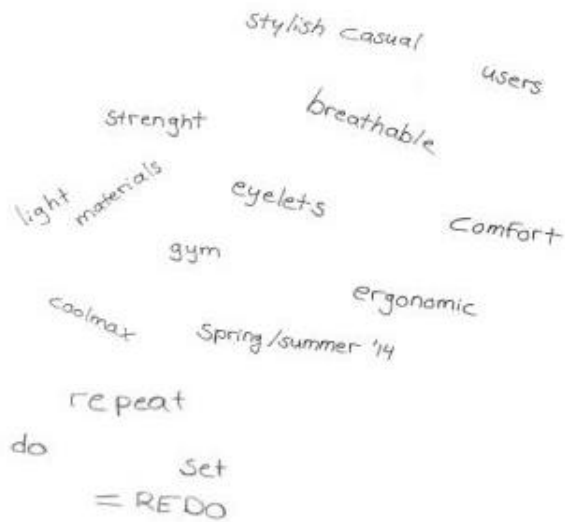 stylish casual
users
breathable
strenght
light materials
eyelets
comfort
gym
ergonomic
coolmax
Spring/summer '14
repeat
do
set
= REDO